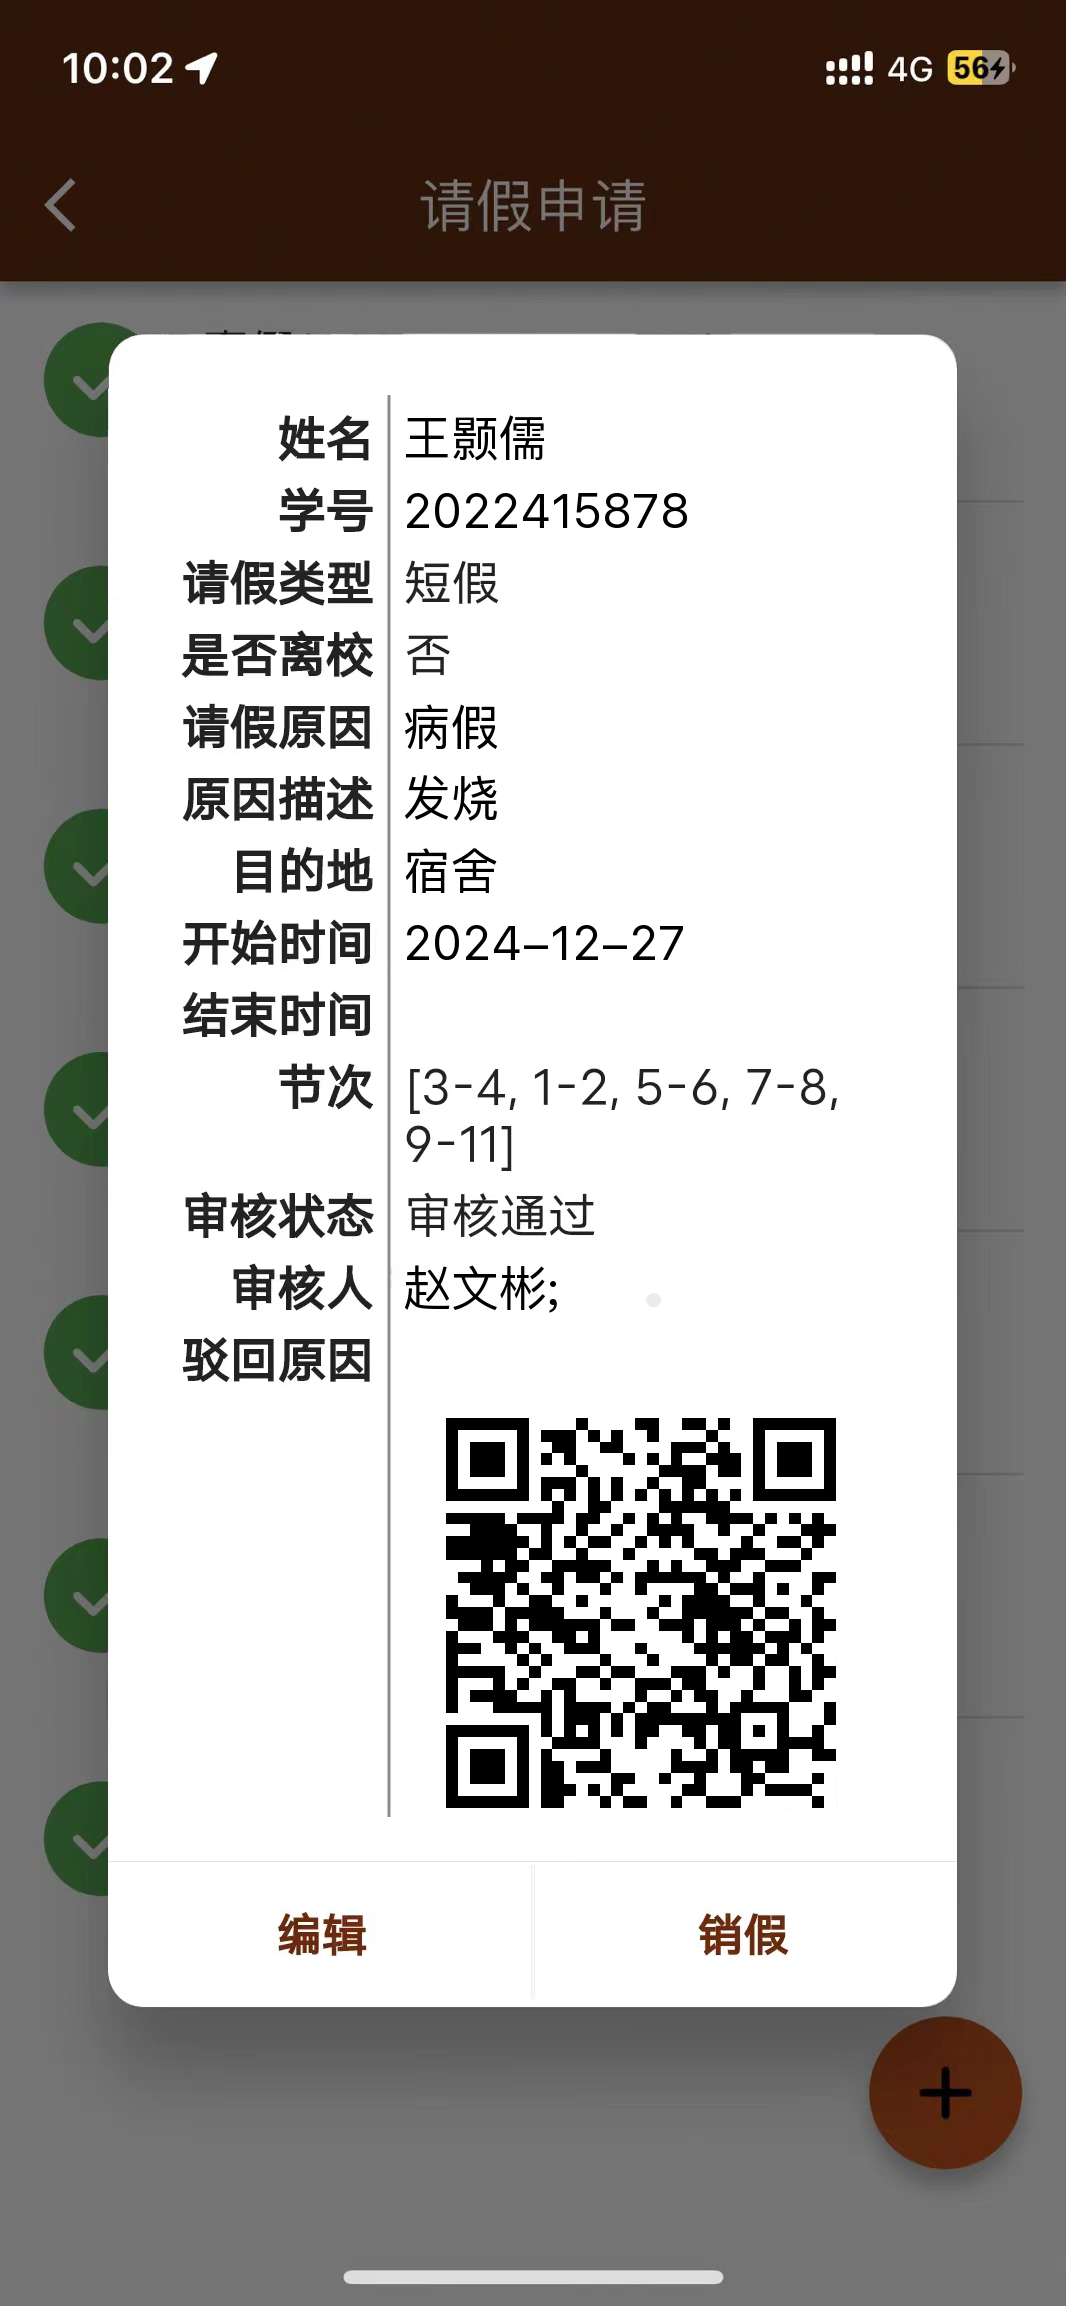 10:02
4G 56
请假申请
姓名 王颢儒
学号 2022415878
请假类型 短假
是否离校 否
请假原因 病假
原因描述 发烧
目的地 宿舍
开始时间 2024–12–27
结束时间
节次 [3-4, 1-2, 5-6, 7-8,
9-11]
审核状态 审核通过
审核人 赵文彬;
驳回原因
编辑 销假